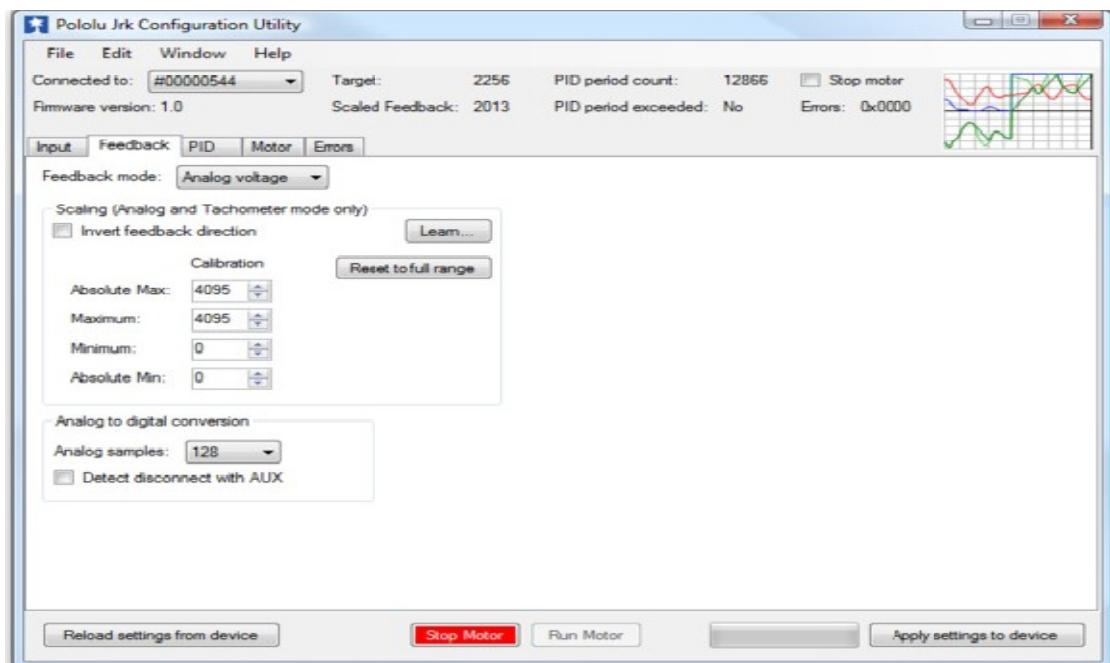 Pololu Jrk Configuration Utility
File Edit Window Help
Connected to: #00000544 Target: 2256 PID period count: 12866 Stop motor
Firmware version: 1.0 Scaled Feedback: 2013 PID period exceeded: No Errors: 0x0000
Input Feedback PID Motor Errors
Feedback mode: Analog voltage
Scaling (Analog and Tachometer mode only)
Invert feedback direction Learn...
Calibration Reset to full range
Absolute Max: 4095
Maximum: 4095
Minimum: 0
Absolute Min: 0
Analog to digital conversion
Analog samples: 128
Detect disconnect with AUX
Reload settings from device Stop Motor Run Motor Apply settings to device